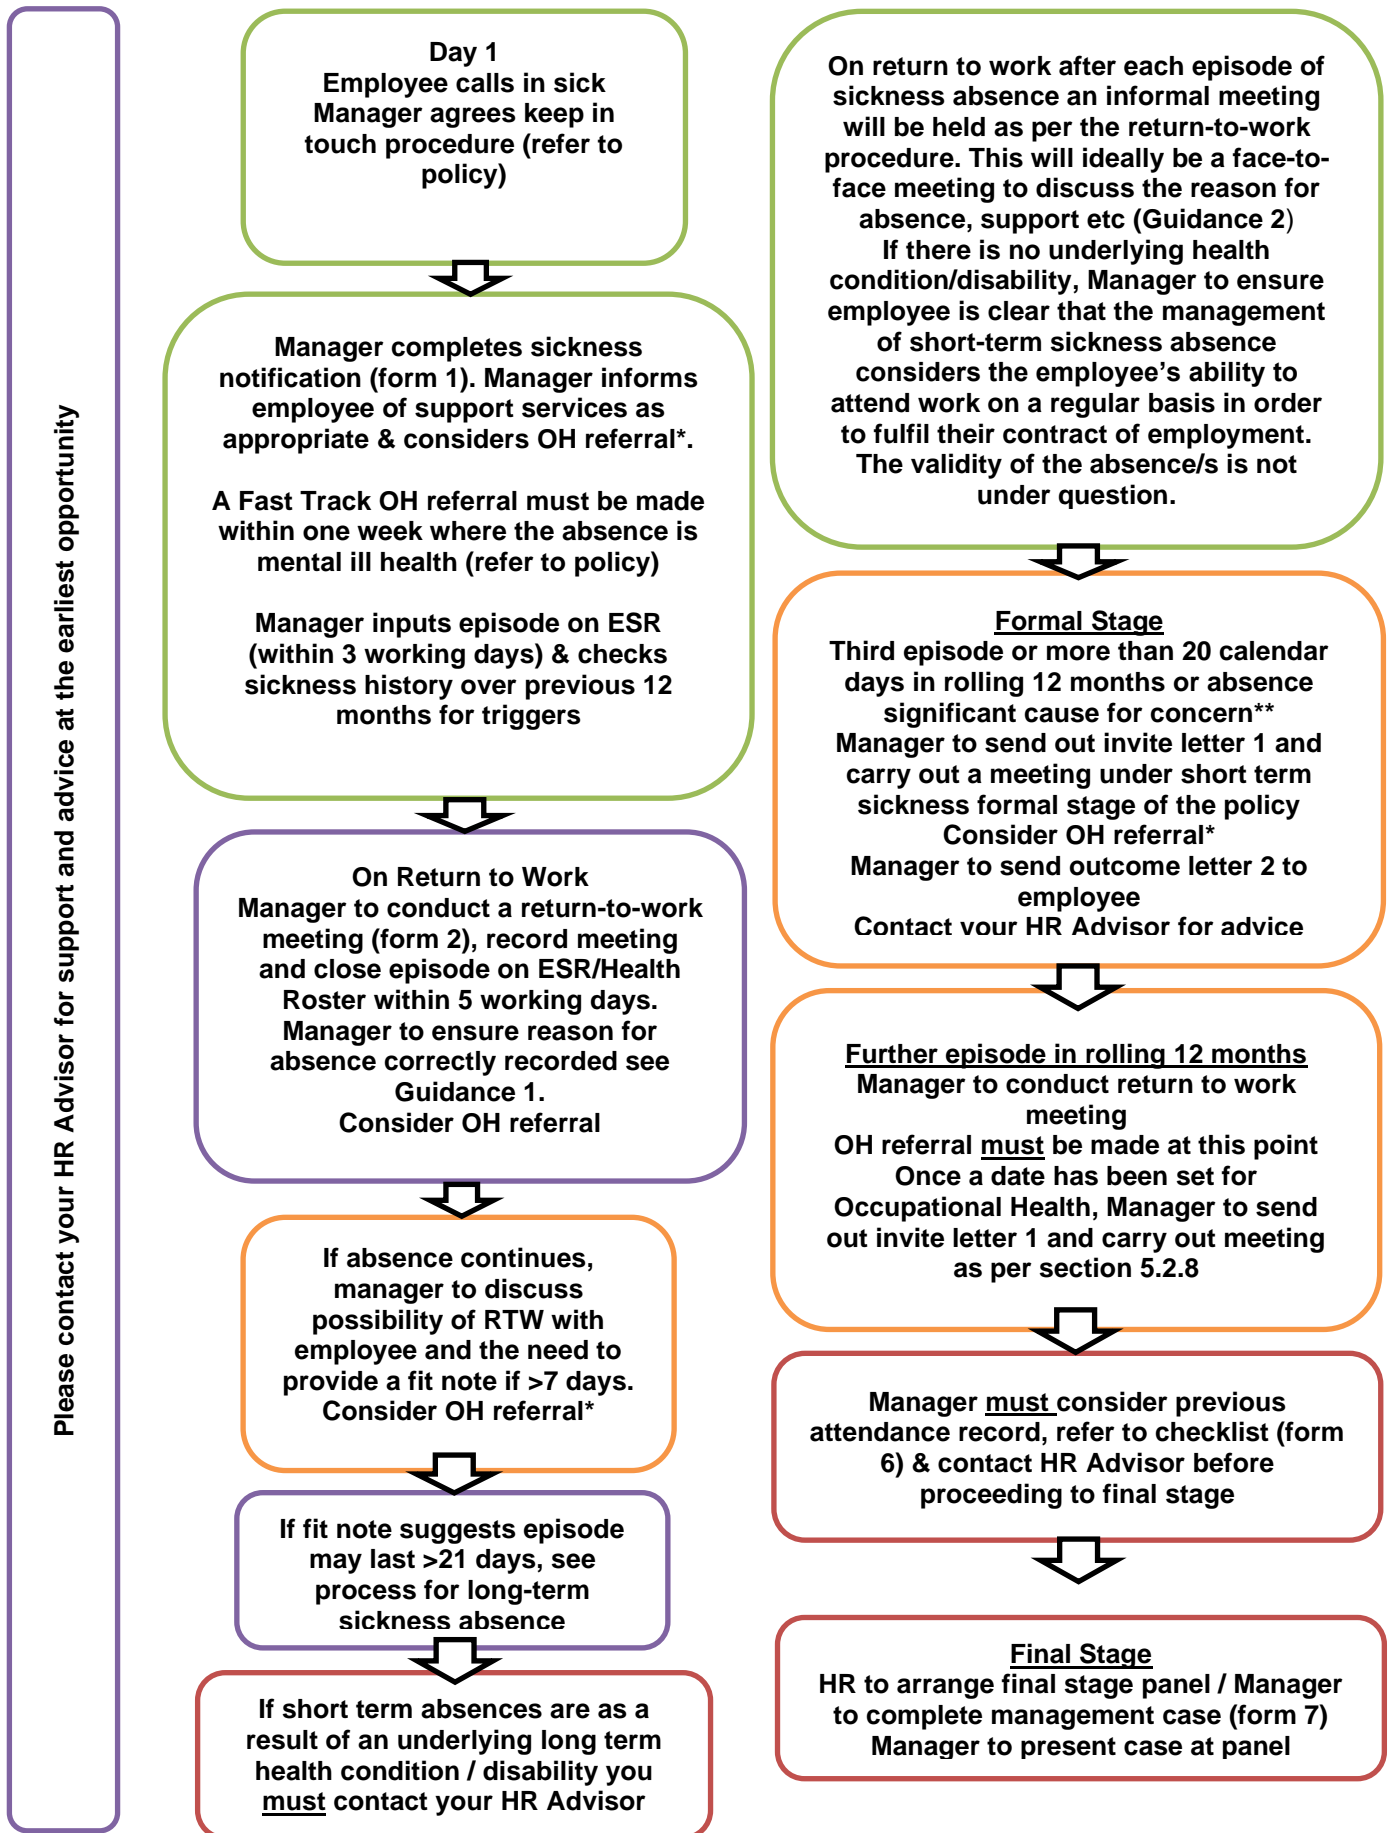 Please contact your HR Advisor for support and advice at the earliest opportunity
Day 1
Employee calls in sick
Manager agrees keep in
touch procedure (refer to
policy)
Manager completes sickness
notification (form 1). Manager informs
employee of support services as
appropriate & considers OH referral*.
A Fast Track OH referral must be made
within one week where the absence is
mental ill health (refer to policy)
Manager inputs episode on ESR
(within 3 working days) & checks
sickness history over previous 12
months for triggers
On Return to Work
Manager to conduct a return-to-work
meeting (form 2), record meeting
and close episode on ESR/Health
Roster within 5 working days.
Manager to ensure reason for
absence correctly recorded see
Guidance 1.
Consider OH referral
If absence continues,
manager to discuss
possibility of RTW with
employee and the need to
provide a fit note if >7 days.
Consider OH referral*
If fit note suggests episode
may last >21 days, see
process for long-term
sickness absence
If short term absences are as a
result of an underlying long term
health condition / disability you
must contact your HR Advisor
On return to work after each episode of
sickness absence an informal meeting
will be held as per the return-to-work
procedure. This will ideally be a face-to-
face meeting to discuss the reason for
absence, support etc (Guidance 2)
If there is no underlying health
condition/disability, Manager to ensure
employee is clear that the management
of short-term sickness absence
considers the employee's ability to
attend work on a regular basis in order
to fulfil their contract of employment.
The validity of the absence/s is not
under question.
Formal Stage
Third episode or more than 20 calendar
days in rolling 12 months or absence
significant cause for concern**
Manager to send out invite letter 1 and
carry out a meeting under short term
sickness formal stage of the policy
Consider OH referral*
Manager to send outcome letter 2 to
employee
Contact your HR Advisor for advice
Further episode in rolling 12 months
Manager to conduct return to work
meeting
OH referral must be made at this point
Once a date has been set for
Occupational Health, Manager to send
out invite letter 1 and carry out meeting
as per section 5.2.8
Manager must consider previous
attendance record, refer to checklist (form
6) & contact HR Advisor before
proceeding to final stage
Final Stage
HR to arrange final stage panel / Manager
to complete management case (form 7)
Manager to present case at panel